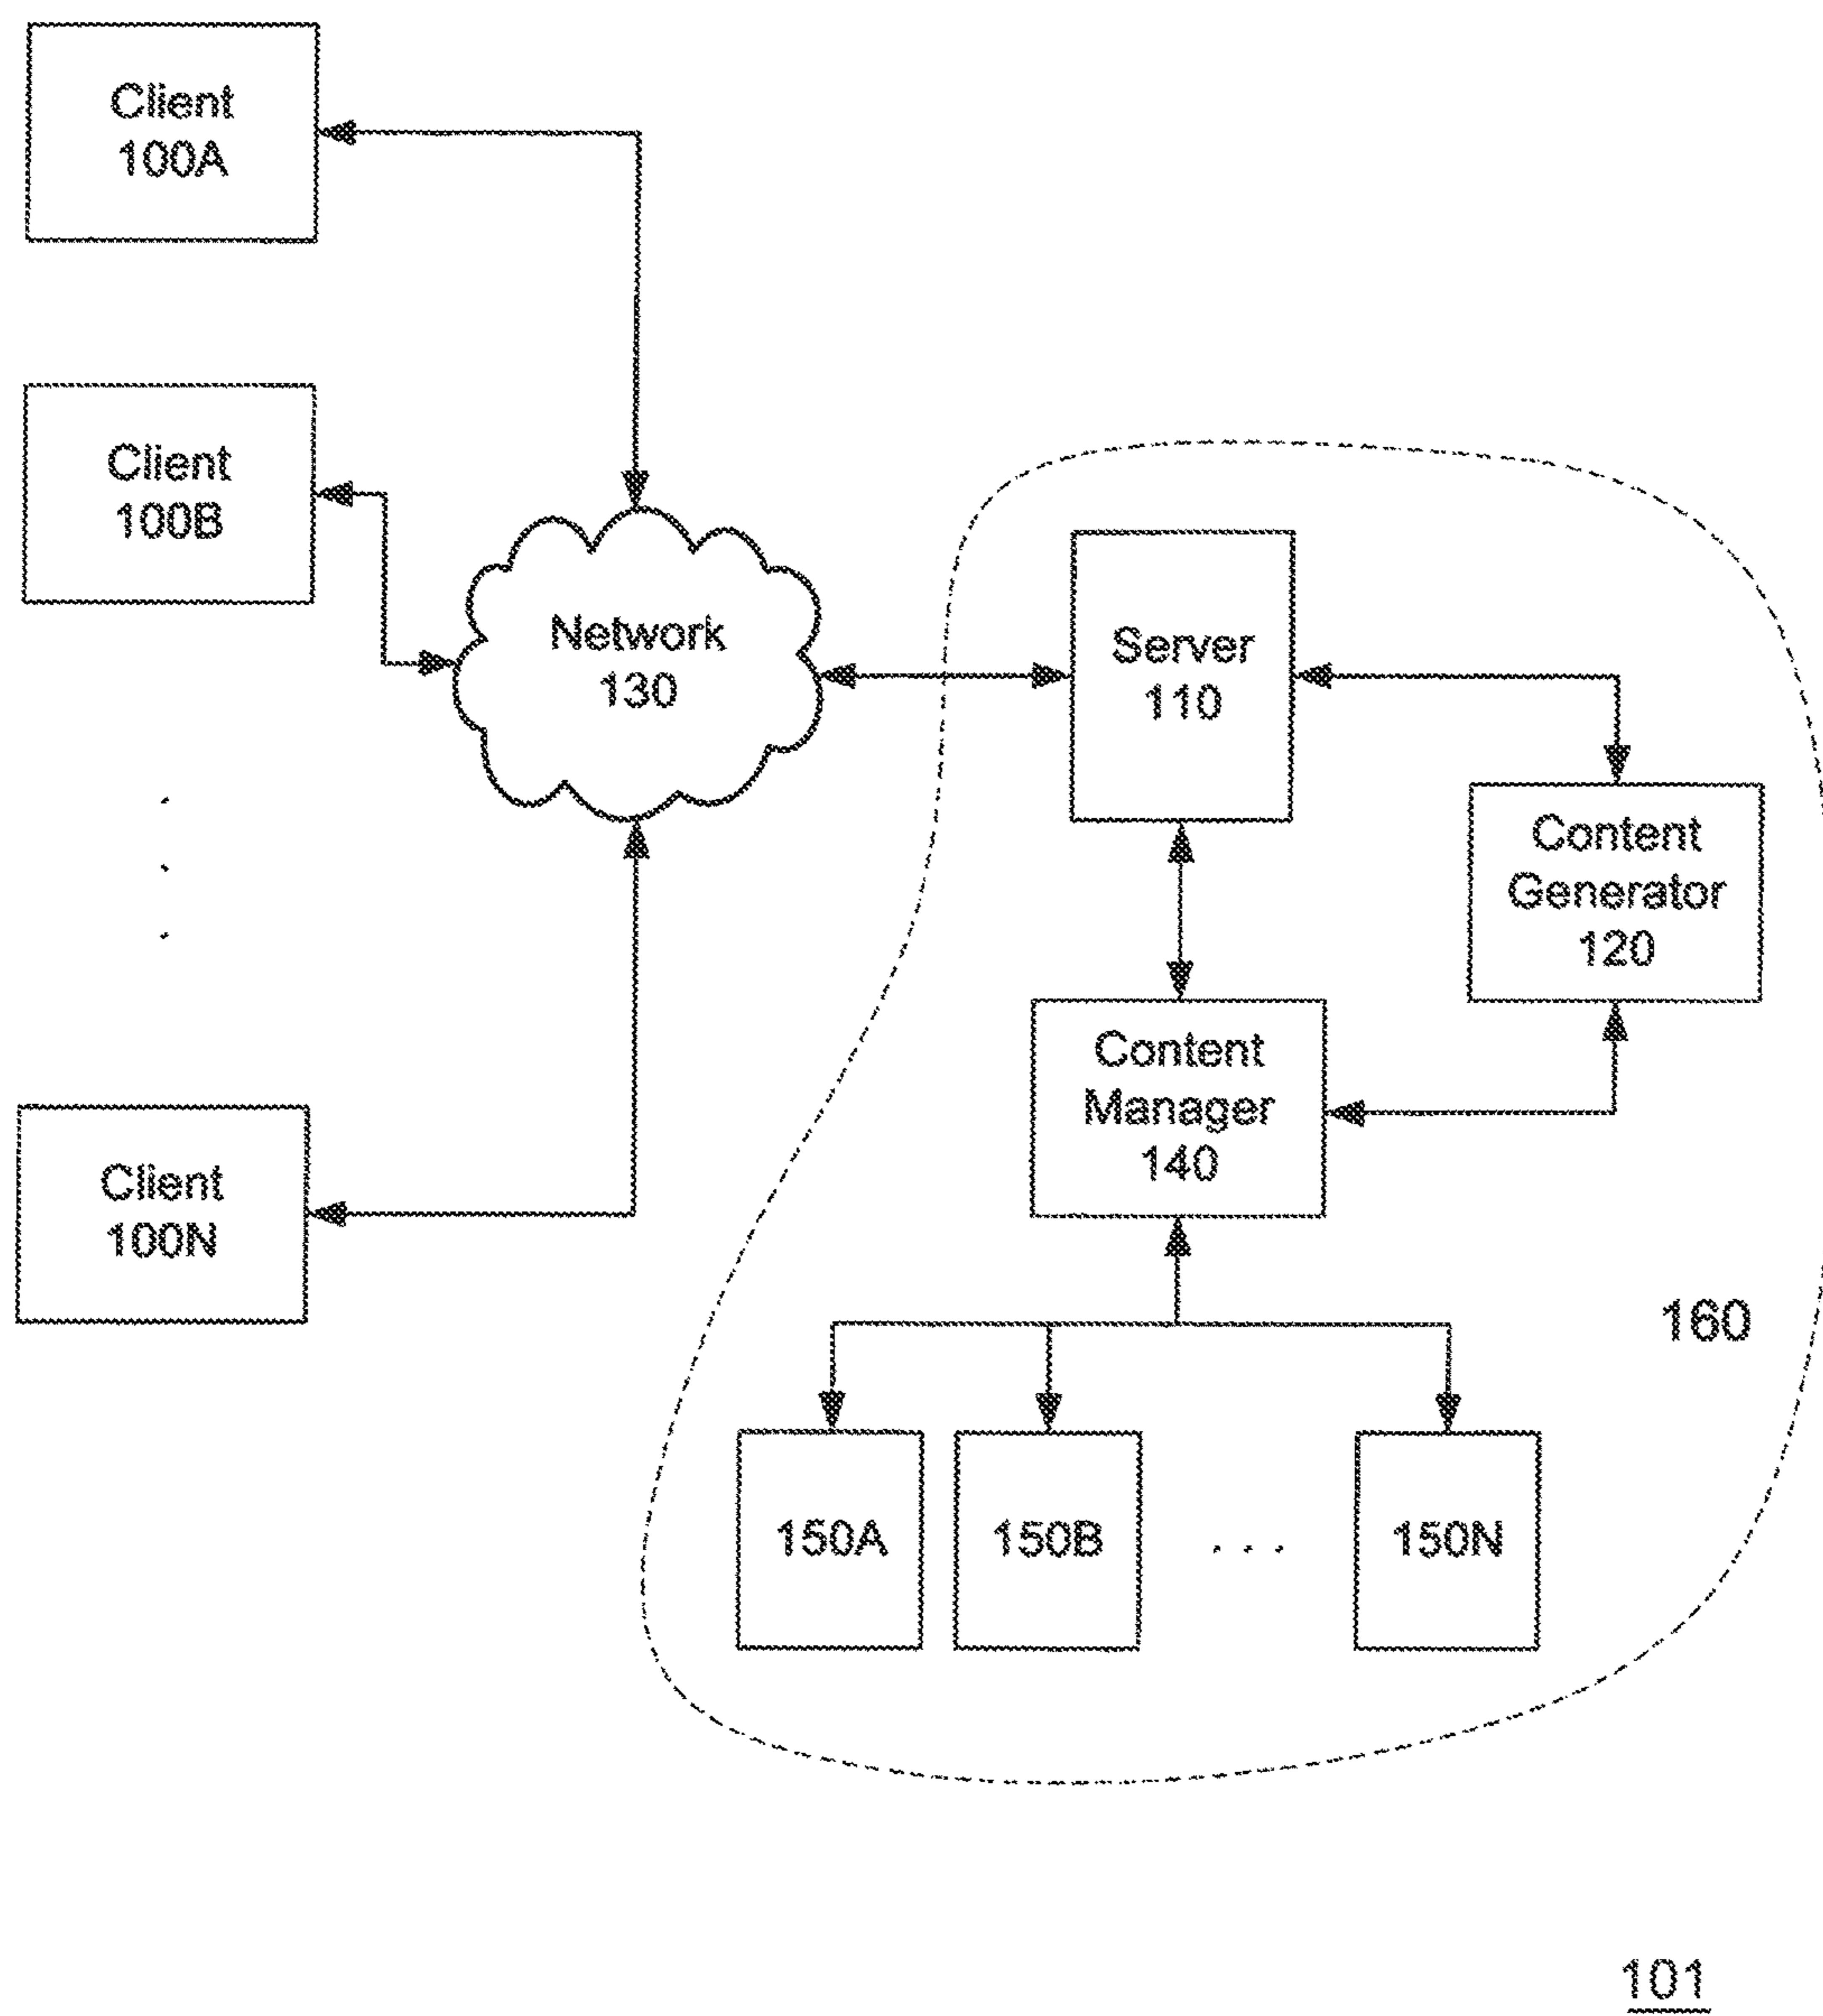 Client
100A
Client
100B
Network
130
Server
110
Content
Generator
120
Content
Manager
140
Client
100N
160
150A
150B
. . .
150N
101